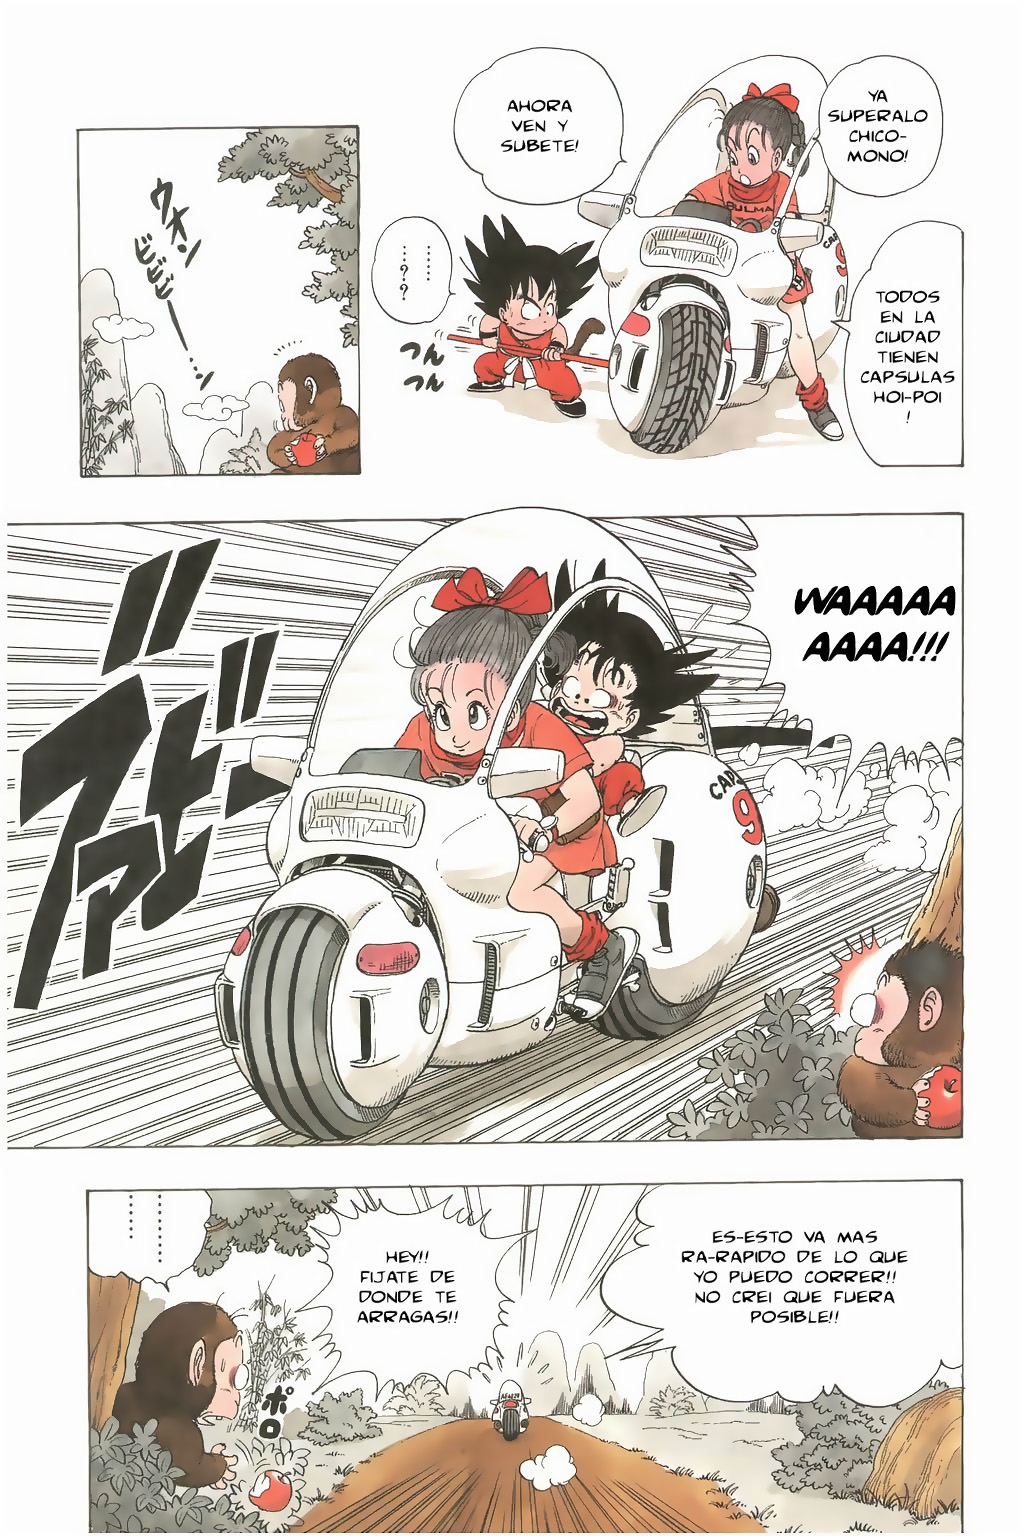 YA
SUPERALO
CHICO-
MONO!
AHORA
VEN Y
SUBETE!
BULMA
CAP
9
TODOS
EN LA
CIUDAD
TIENEN
CAPSULAS
HOI-POI
!
......
......
??
つん
つん
ウオン
ビビビー
...ン
WAAAAA
AAAA!!!
ブァビー
CAP
9
ES-ESTO VA MAS
RA-RAPIDO DE LO QUE
YO PUEDO CORRER!!
NO CREI QUE FUERA
POSIBLE!!
HEY!!
FIJATE DE
DONDE TE
ARRAGAS!!
......
......
ポロ